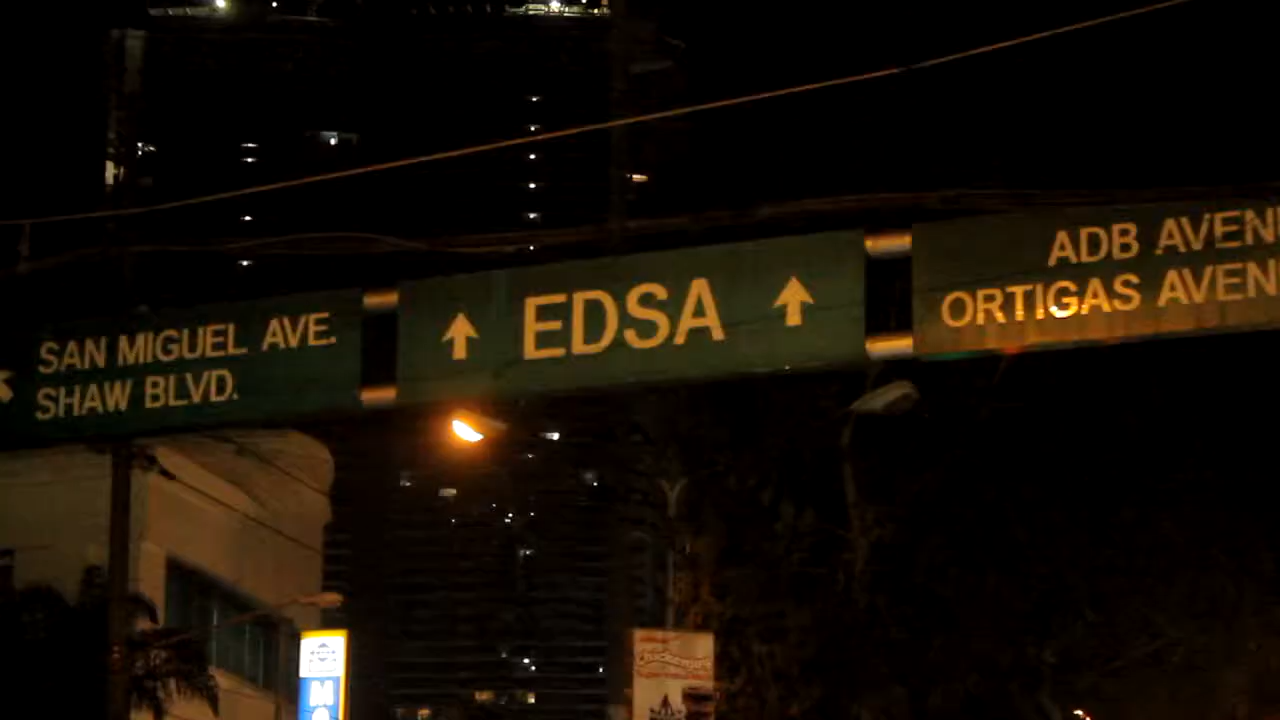 SAN MIGUEL AVE.
SHAW BLVD.
EDSA
ADB AVEN
ORTIGAS AVEN
M